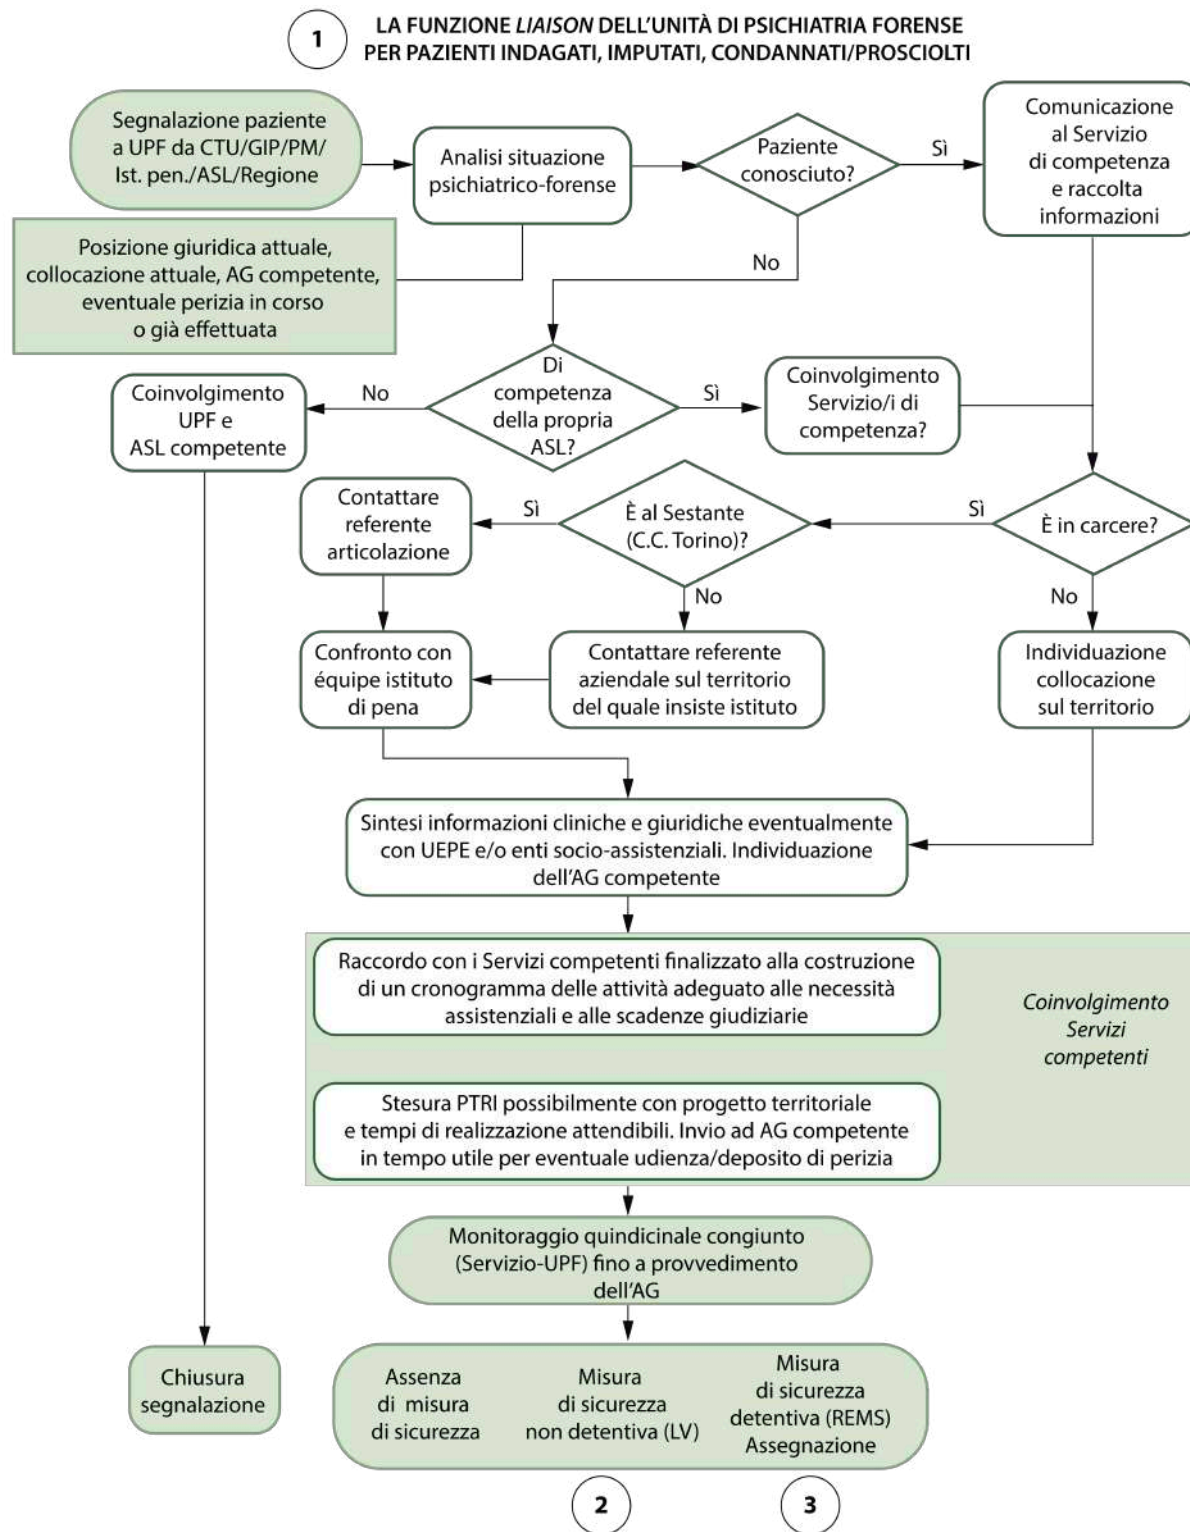 1
LA FUNZIONE LIAISON DELL'UNITÀ DI PSICHIATRIA FORENSE
PER PAZIENTI INDAGATI, IMPUTATI, CONDANNATI/PROSCIOLTI
Segnalazione paziente
a UPF da CTU/GIP/PM/
Ist. pen./ASL/Regione
Analisi situazione
psichiatrico-forense
Paziente
conosciuto?
Sì
Comunicazione
al Servizio
di competenza
e raccolta
informazioni
Posizione giuridica attuale,
collocazione attuale, AG competente,
eventuale perizia in corso
o già effettuata
No
Coinvolgimento
UPF e
ASL competente
No
Di
competenza
della propria
ASL?
Sì
Coinvolgimento
Servizio/i di
competenza?
Contattare
referente
articolazione
Sì
È al Sestante
(C.C. Torino)?
Sì
È in carcere?
No
No
Confronto con
équipe istituto
di pena
Contattare referente
aziendale sul territorio
del quale insiste istituto
Individuazione
collocazione
sul territorio
Sintesi informazioni cliniche e giuridiche eventualmente
con UEPE e/o enti socio-assistenziali. Individuazione
dell'AG competente
Raccordo con i Servizi competenti finalizzato alla costruzione
di un cronogramma delle attività adeguato alle necessità
assistenziali e alle scadenze giudiziarie
Coinvolgimento
Servizi
competenti
Stesura PTRI possibilmente con progetto territoriale
e tempi di realizzazione attendibili. Invio ad AG competente
in tempo utile per eventuale udienza/deposito di perizia
Monitoraggio quindicinale congiunto
(Servizio-UPF) fino a provvedimento
dell'AG
Chiusura
segnalazione
Assenza
di misura
di sicurezza
Misura
di sicurezza
non detentiva (LV)
Misura
di sicurezza
detentiva (REMS)
Assegnazione
2
3